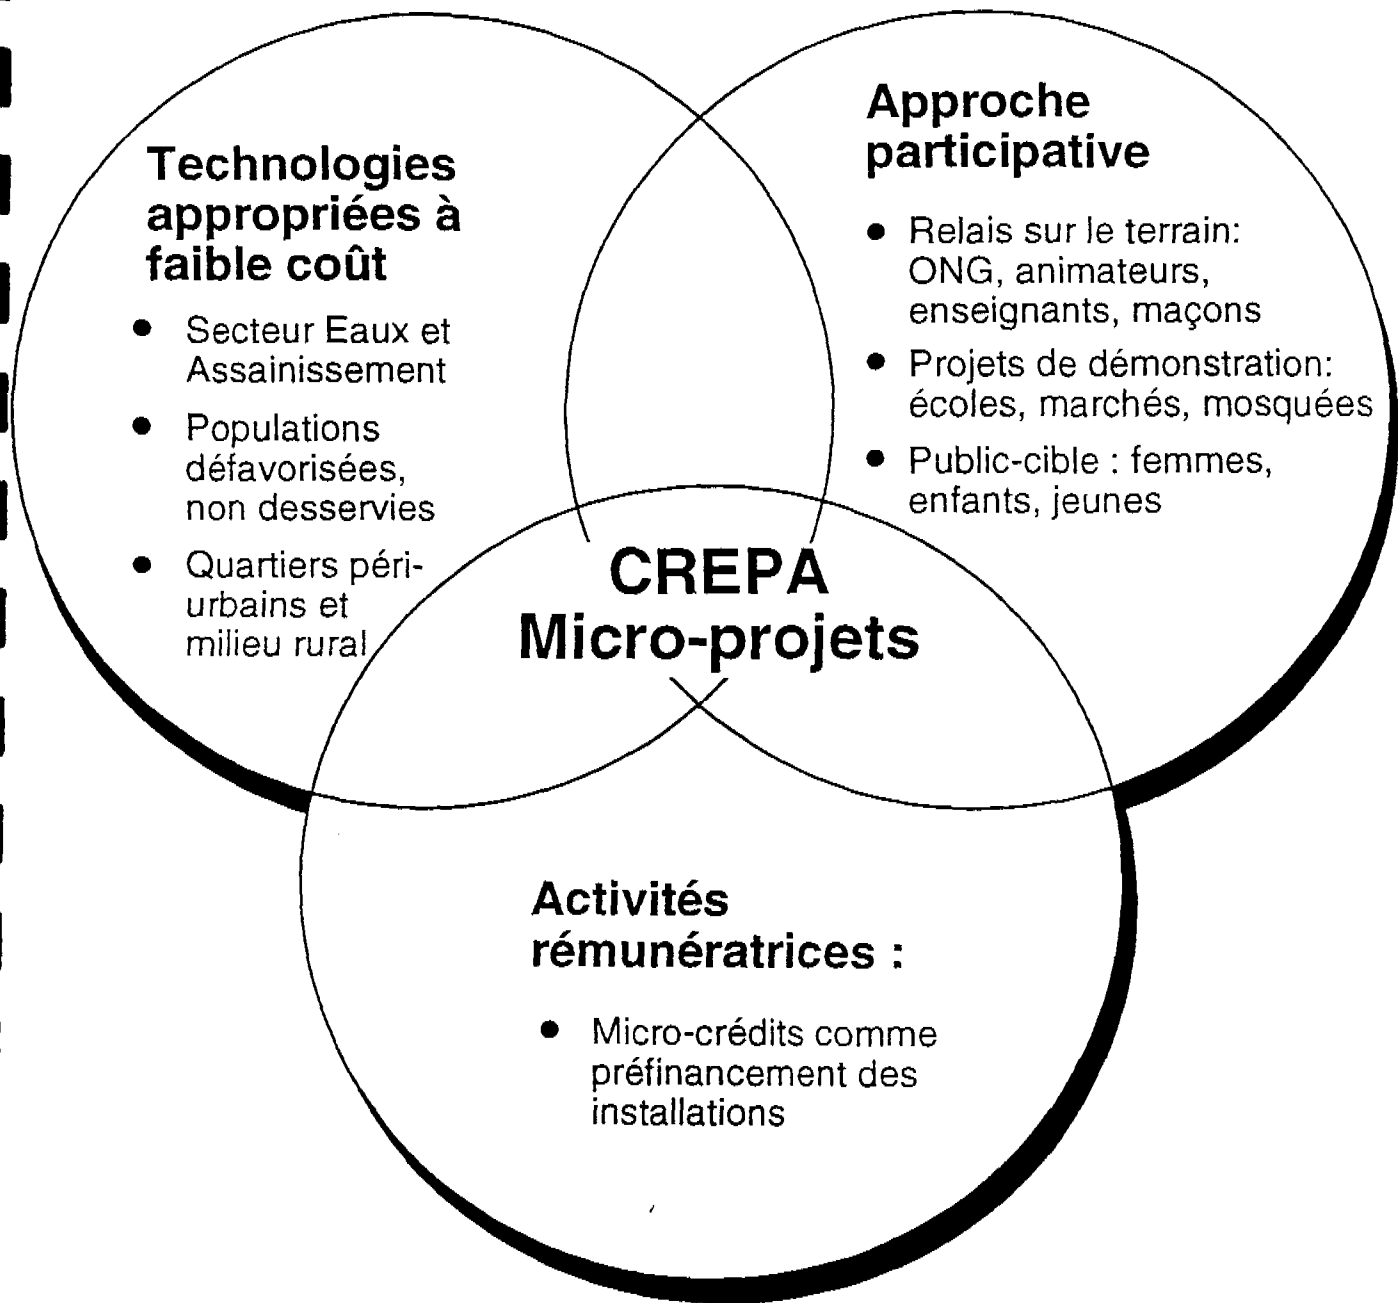 Technologies
appropriées à
faible coût
• Secteur Eaux et
Assainissement
• Populations
défavorisées,
non desservies
• Quartiers péri-
urbains et
milieu rural
Approche
participative
• Relais sur le terrain:
ONG, animateurs,
enseignants, maçons
• Projets de démonstration:
écoles, marchés, mosquées
• Public-cible : femmes,
enfants, jeunes
CREPA
Micro-projets
Activités
rémunératrices :
• Micro-crédits comme
préfinancement des
installations